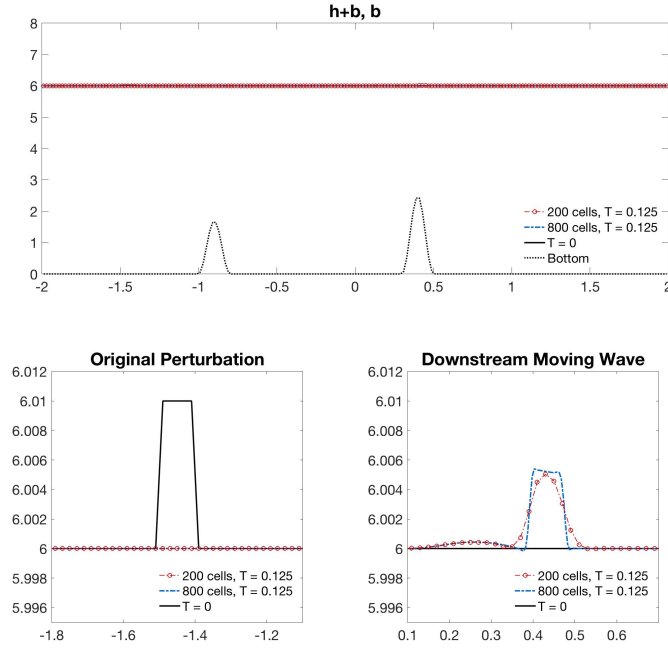 h+b, b
8
7
6
5
4
3
2
1
0
-2 -1.5 -1 -0.5 0 0.5 1 1.5 2
200 cells, T = 0.125
800 cells, T = 0.125
T = 0
Bottom
Original Perturbation
6.012
6.01
6.008
6.006
6.004
6.002
6
5.998
5.996
-1.8 -1.6 -1.4 -1.2
200 cells, T = 0.125
800 cells, T = 0.125
T = 0
Downstream Moving Wave
6.012
6.01
6.008
6.006
6.004
6.002
6
5.998
5.996
0.1 0.2 0.3 0.4 0.5 0.6
200 cells, T = 0.125
800 cells, T = 0.125
T = 0